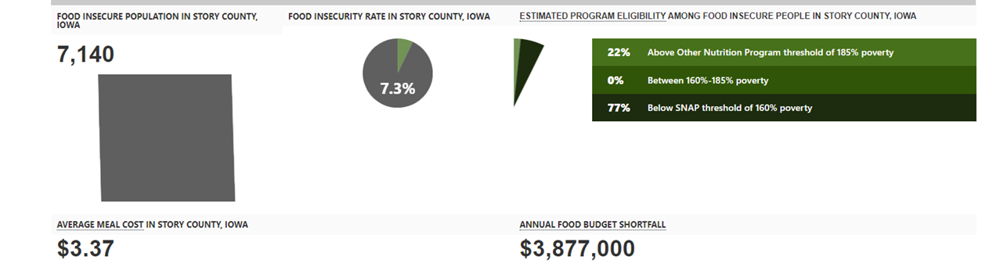 FOOD INSECURE POPULATION IN STORY COUNTY,
IOWA
7,140
FOOD INSECURITY RATE IN STORY COUNTY, IOWA
7.3%
ESTIMATED PROGRAM ELIGIBILITY AMONG FOOD INSECURE PEOPLE IN STORY COUNTY, IOWA
22% Above Other Nutrition Program threshold of 185% poverty
0% Between 160%-185% poverty
77% Below SNAP threshold of 160% poverty
AVERAGE MEAL COST IN STORY COUNTY, IOWA
$3.37
ANNUAL FOOD BUDGET SHORTFALL
$3,877,000